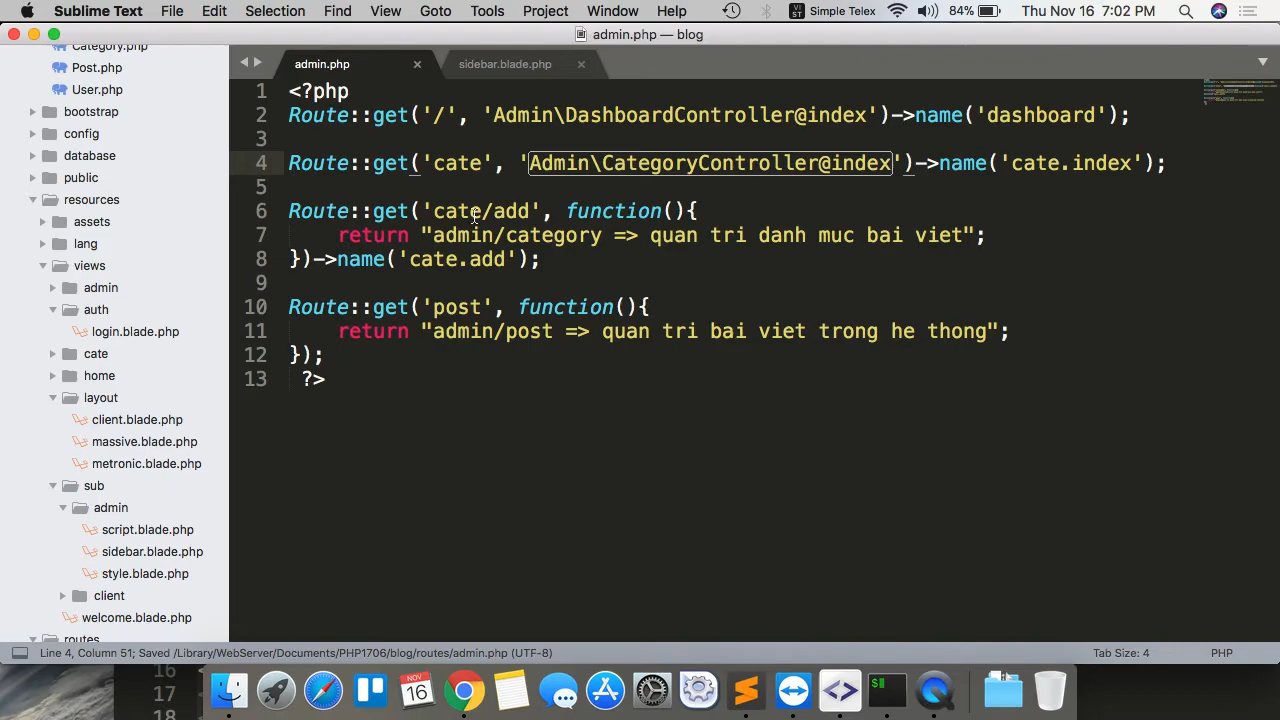 Sublime Text File Edit Selection Find View Goto Tools Project Window Help VI ST Simple Telex 84% Thu Nov 16 7:02 PM
admin.php — blog
Category.php
Post.php
User.php
bootstrap
config
database
public
resources
assets
lang
views
admin
auth
login.blade.php
cate
home
layout
client.blade.php
massive.blade.php
metronic.blade.php
sub
admin
script.blade.php
sidebar.blade.php
style.blade.php
client
welcome.blade.php
routes
admin.php sidebar.blade.php
1 <?php
2 Route::get('/', 'Admin\DashboardController@index')->name('dashboard');
3
4 Route::get('cate', 'Admin\CategoryController@index')->name('cate.index');
5
6 Route::get('cate/add', function(){
7 return "admin/category => quan tri danh muc bai viet";
8 })->name('cate.add');
9
10 Route::get('post', function(){
11 return "admin/post => quan tri bai viet trong he thong";
12 });
13 ?>
Line 4, Column 51; Saved /Library/WebServer/Documents/PHP1706/blog/routes/admin.php (UTF-8) Tab Size: 4 PHP
16
17
18
NOV
16